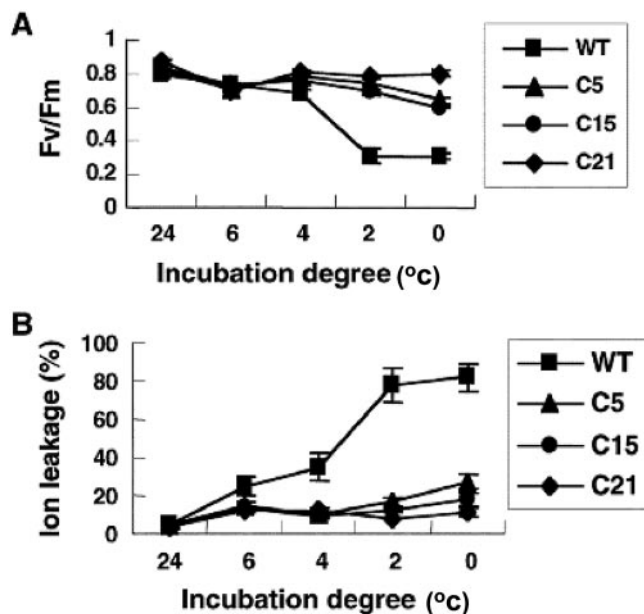 A
Fv/Fm
1
0.8
0.6
0.4
0.2
0
24 6 4 2 0
Incubation degree (°c)
WT
C5
C15
C21
B
Ion leakage (%)
100
80
60
40
20
0
24 6 4 2 0
Incubation degree (°c)
WT
C5
C15
C21